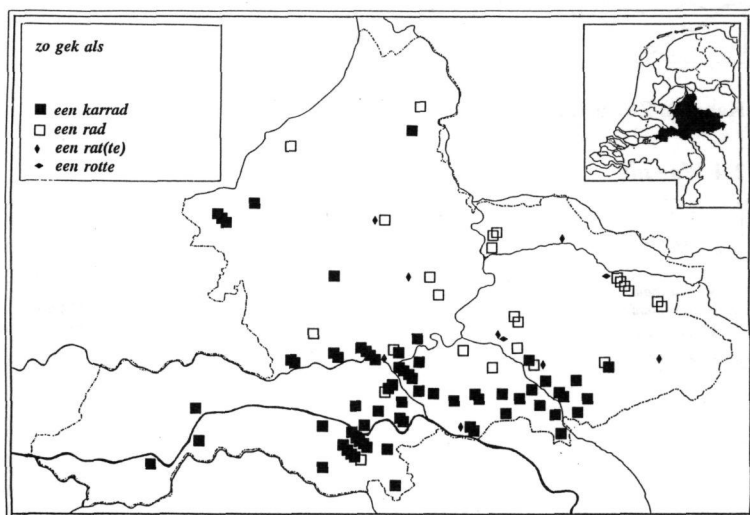 zo gek als
een karrad
een rad
een rat(te)
een rotte